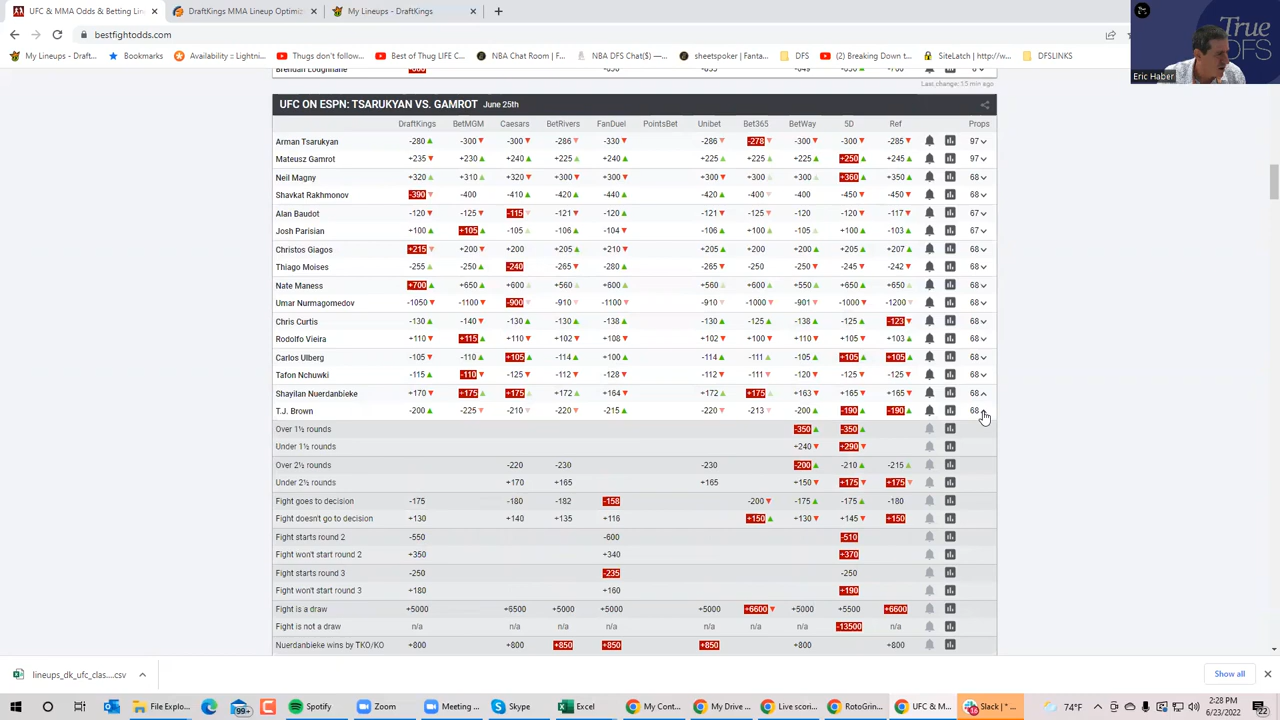 UFC & MMA Odds & Betting Lin
DraftKings MMA Lineup Optimiz
My Lineups - DraftKings
bestfightodds.com
My Lineups - Draft...
Bookmarks
Availability :: Lightni...
Thugs don't follow...
Best of Thug LIFE C...
NBA Chat Room | F...
NBA DFS Chat($) —...
sheetspoker | Fanta...
DFS
(2) Breaking Down t...
SiteLatch | http://w...
DFSLINKS
True
DFS
Eric Haber
Brendan Loughnane
Last change: 15 min ago
UFC ON ESPN: TSARUKYAN VS. GAMROT June 25th
DraftKings BetMGM Caesars BetRivers FanDuel PointsBet Unibet Bet365 BetWay 5D Ref Props
Arman Tsarukyan -280 -300 -300 -286 -330 -286 -278 -300 -300 -285 97
Mateusz Gamrot +235 +230 +240 +225 +240 +225 +225 +225 +250 +245 97
Neil Magny +320 +310 +320 +300 +300 +300 +300 +300 +360 +350 68
Shavkat Rakhmonov -390 -400 -410 -420 -440 -420 -400 -400 -450 -450 68
Alan Baudot -120 -125 -115 -121 -120 -121 -125 -120 -120 -117 67
Josh Parisian +100 +105 -105 -106 -104 -106 +100 -105 +100 -103 67
Christos Giagos +215 +200 +200 +205 +210 +205 +200 +200 +205 +207 68
Thiago Moises -255 -250 -240 -265 -280 -265 -250 -250 -245 -242 68
Nate Maness +700 +650 +600 +560 +600 +560 +600 +550 +650 +650 68
Umar Nurmagomedov -1050 -1100 -900 -910 -1100 -910 -1000 -901 -1000 -1200 68
Chris Curtis -130 -140 -130 -130 -138 -130 -125 -138 -125 -123 68
Rodolfo Vieira +110 +115 +110 +102 +108 +102 +100 +110 +105 +103 68
Carlos Ulberg -105 -110 +105 -114 +100 -114 -111 -105 +105 +105 68
Tafon Nchuwki -115 -110 -125 -112 -128 -112 -111 -125 -125 -125 68
Shayilan Nuerdanbieke +170 +175 +175 +172 +164 +172 +175 +163 +165 +165 68
T.J. Brown -200 -225 -210 -220 -215 -220 -213 -200 -190 -190 68
Over 1½ rounds -350 -350
Under 1½ rounds +240 +290
Over 2½ rounds -220 -230 -230 -200 -210 -215
Under 2½ rounds +170 +165 +165 +150 +175 +175
Fight goes to decision -175 -180 -182 -158 -200 -175 -175 -180
Fight doesn't go to decision +130 +140 +135 +116 +150 +130 +145 +150
Fight starts round 2 -550 -600 -510
Fight won't start round 2 +350 +340 +370
Fight starts round 3 -250 -235 -250
Fight won't start round 3 +180 +160 +190
Fight is a draw +5000 +6500 +5000 +5000 +5000 +6600 +5000 +5500 +6600
Fight is not a draw n/a n/a n/a n/a n/a n/a n/a -13500 n/a
Nuerdanbieke wins by TKO/KO +800 +800 +850 +850 +850 +800 +800
lineups_dk_ufc_clas....csv
Show all
99+
File Explo...
Spotify
Zoom
Meeting ...
Skype
Excel
My Cont...
My Drive ...
Live scori...
RotoGrin...
UFC & M...
Slack | * ...
74°F
2:28 PM
6/23/2022
22